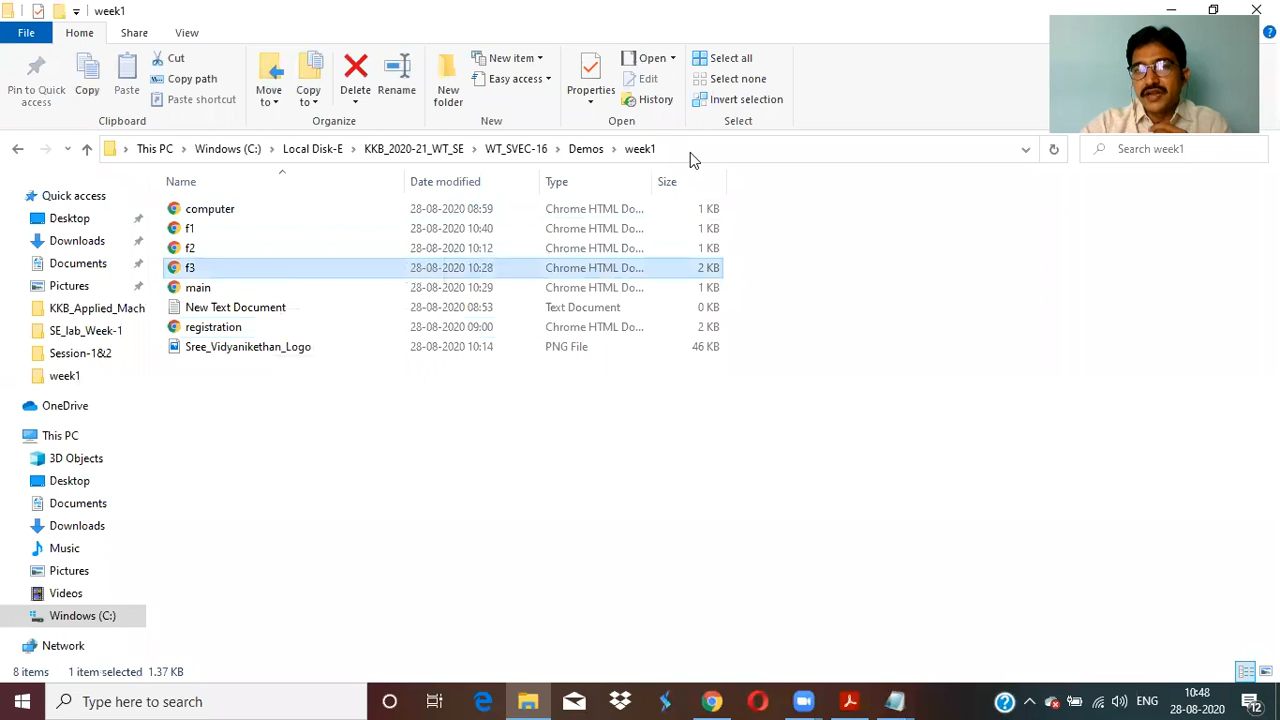 week1
File Home Share View
Pin to Quick access
Copy
Paste
Cut
Copy path
Paste shortcut
Clipboard
Move to
Copy to
Delete
Rename
Organize
New folder
New item
Easy access
New
Properties
Open
Edit
History
Open
Select all
Select none
Invert selection
Select
This PC > Windows (C:) > Local Disk-E > KKB_2020-21_WT_SE > WT_SVEC-16 > Demos > week1
Search week1
Name Date modified Type Size
computer 28-08-2020 08:59 Chrome HTML Do... 1 KB
f1 28-08-2020 10:40 Chrome HTML Do... 1 KB
f2 28-08-2020 10:12 Chrome HTML Do... 1 KB
f3 28-08-2020 10:28 Chrome HTML Do... 2 KB
main 28-08-2020 10:29 Chrome HTML Do... 1 KB
New Text Document 28-08-2020 08:53 Text Document 0 KB
registration 28-08-2020 09:00 Chrome HTML Do... 2 KB
Sree_Vidyanikethan_Logo 28-08-2020 10:14 PNG File 46 KB
Quick access
Desktop
Downloads
Documents
Pictures
KKB_Applied_Mach
SE_lab_Week-1
Session-1&2
week1
OneDrive
This PC
3D Objects
Desktop
Documents
Downloads
Music
Pictures
Videos
Windows (C:)
Network
8 items 1 item selected 1.37 KB
Type here to search
ENG
10:48
28-08-2020
12